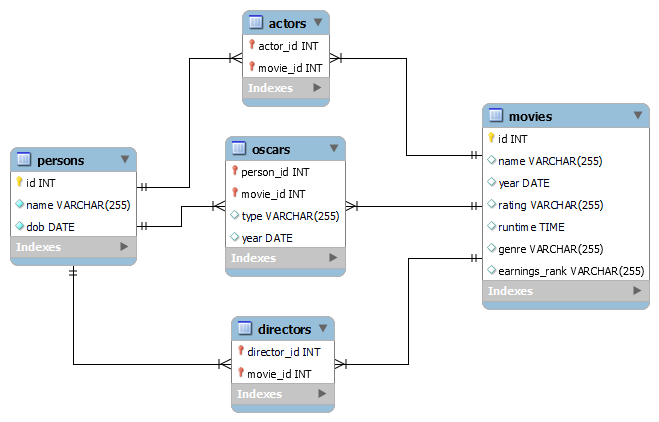 actors
actor_id INT
movie_id INT
Indexes
persons
id INT
name VARCHAR(255)
dob DATE
Indexes
oscars
person_id INT
movie_id INT
type VARCHAR(255)
year DATE
Indexes
directors
director_id INT
movie_id INT
Indexes
movies
id INT
name VARCHAR(255)
year DATE
rating VARCHAR(255)
runtime TIME
genre VARCHAR(255)
earnings_rank VARCHAR(255)
Indexes